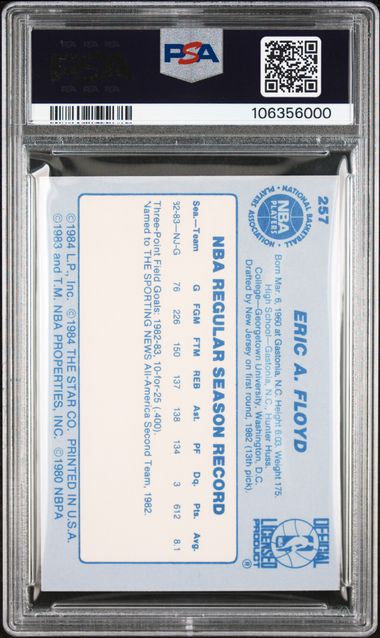 PSA
106356000
257
NATIONAL BASKETBALL
NBA
PLAYERS
PLAYERS ASSOCIATION
ERIC A. FLOYD
Born Mar. 6, 1960 at Gastonia, N.C. Height 6:03. Weight 175.
High School—Gastonia, N.C., Hunter Huss.
College—Georgetown University, Washington, D.C.
Drafted by New Jersey on first round, 1982 (13th pick).
OFFICIAL
LICENSED
PRODUCT
®
NBA REGULAR SEASON RECORD
Sea.—Team G FGM FTM REB Ast. PF Dq. Pts. Avg.
82-83—NJ-G 76 226 150 137 138 134 3 612 8.1
Three-Point Field Goals: 1982-83, 10-for-25 (.400).
Named to THE SPORTING NEWS All-America Second Team, 1982.
©1984 L.P., Inc. ©1984 THE STAR CO. PRINTED IN U.S.A.
©1983 and T.M. NBA PROPERTIES, INC. ©1980 NBPA